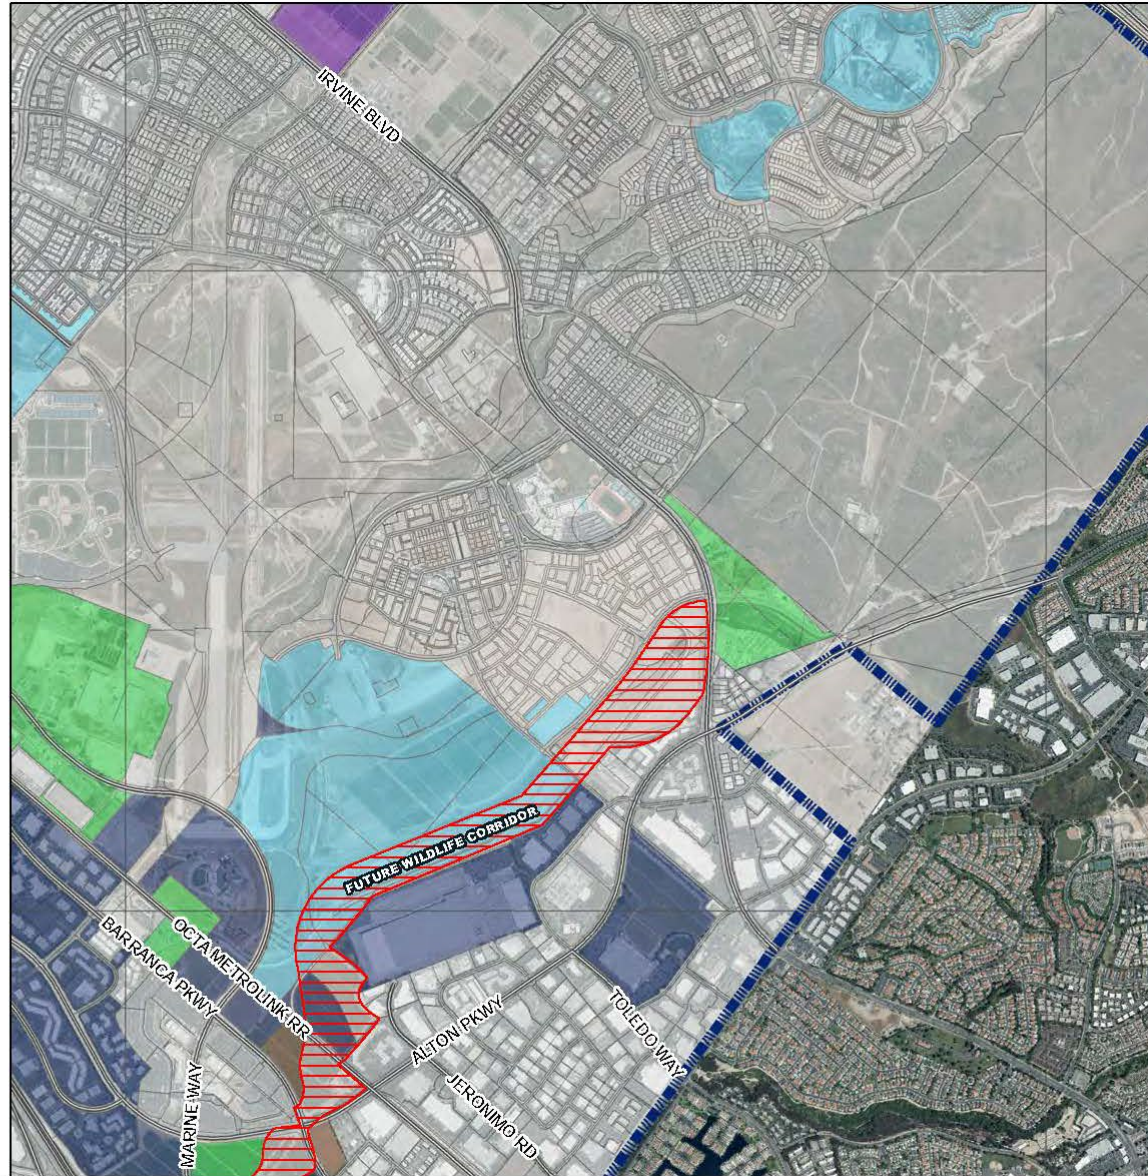 IRVINE BLVD
FUTURE WILDLIFE CORRIDOR
OCTA METROLINK RR
BARRANCA PKWY
MARINE WAY
ALTON PKWY
TOLEDO WAY
JERONIMO RD